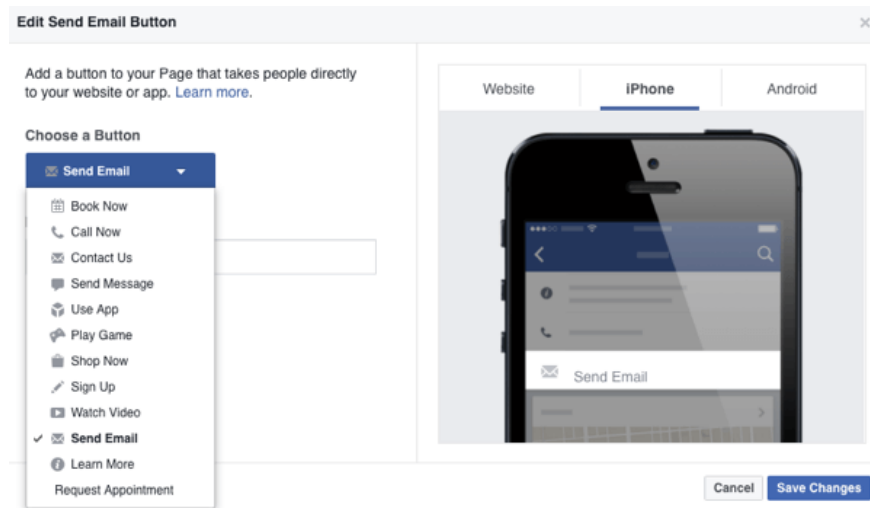 Edit Send Email Button
Add a button to your Page that takes people directly
to your website or app. Learn more.
Choose a Button
Send Email
Book Now
Call Now
Contact Us
Send Message
Use App
Play Game
Shop Now
Sign Up
Watch Video
Send Email
Learn More
Request Appointment
Website
iPhone
Android
Send Email
Cancel
Save Changes